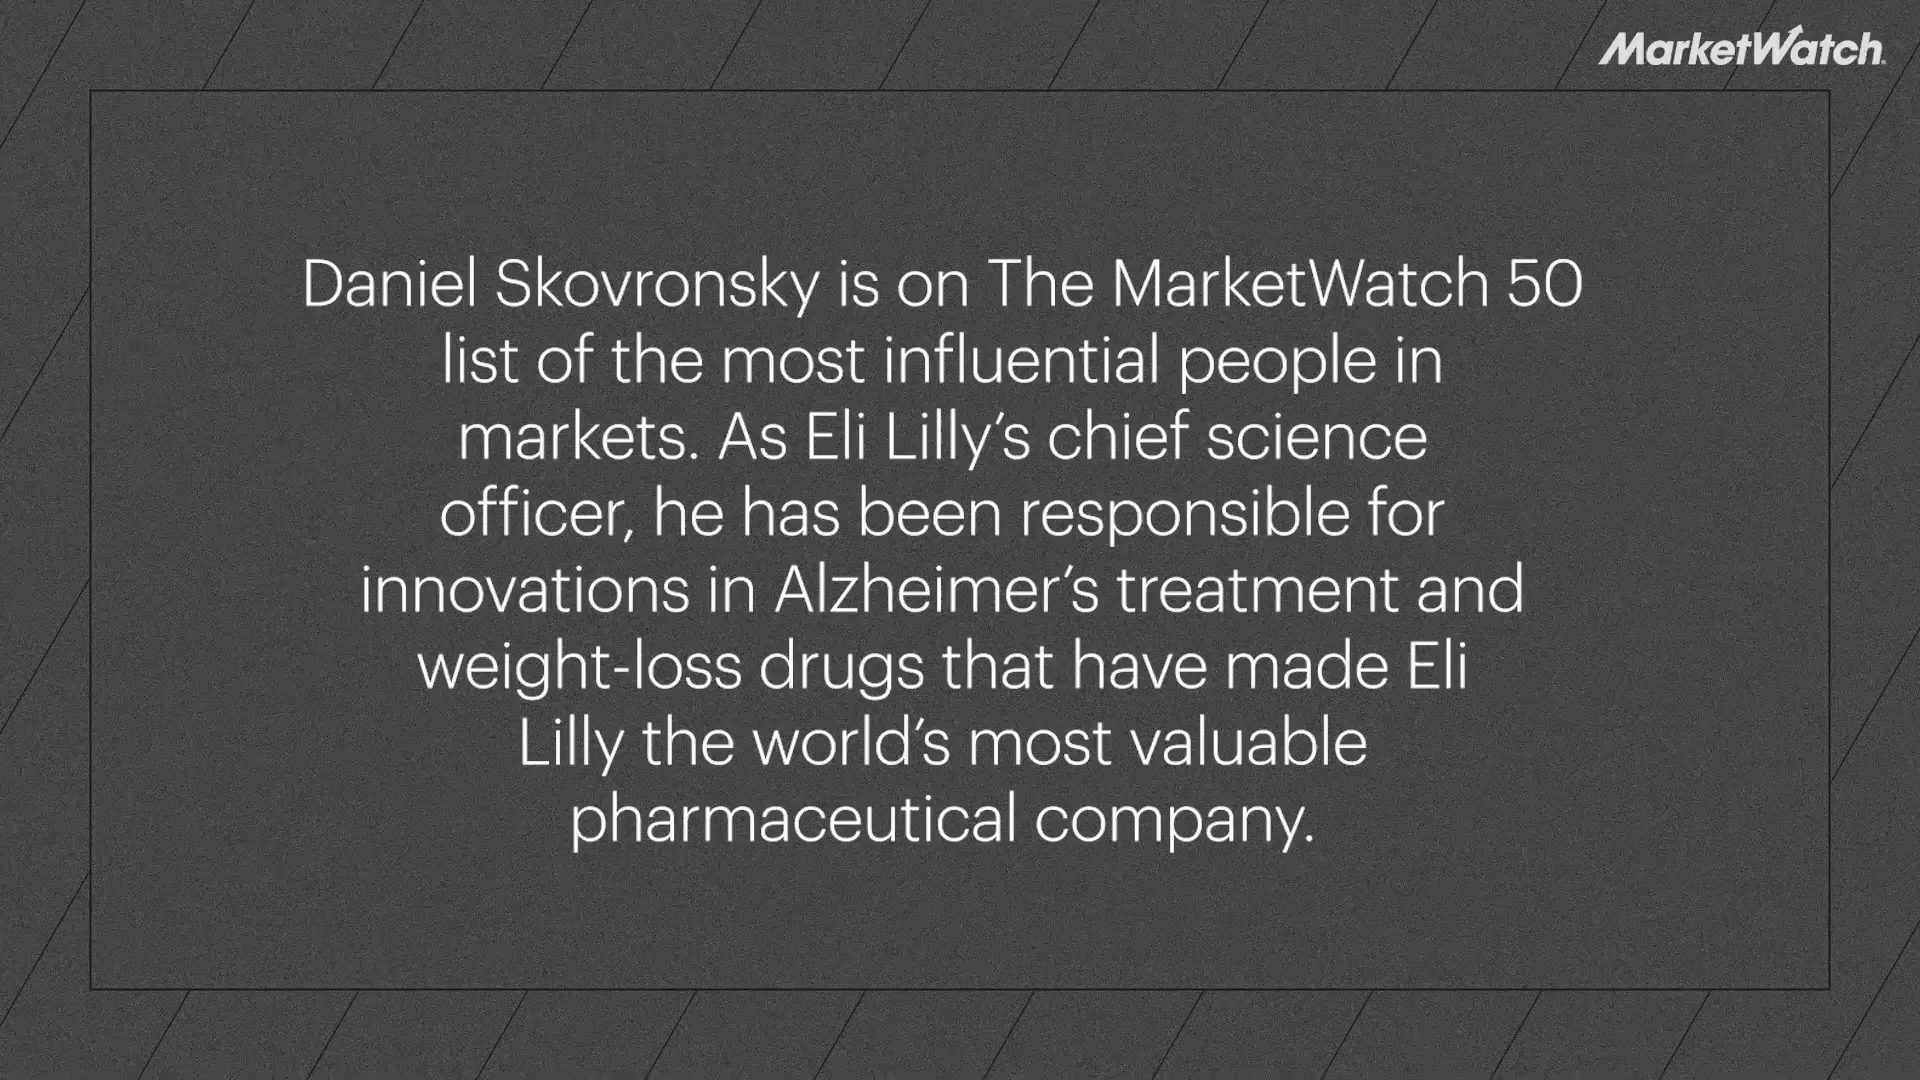 MarketWatch
Daniel Skovronsky is on The MarketWatch 50
list of the most influential people in
markets. As Eli Lilly’s chief science
officer, he has been responsible for
innovations in Alzheimer’s treatment and
weight-loss drugs that have made Eli
Lilly the world’s most valuable
pharmaceutical company.